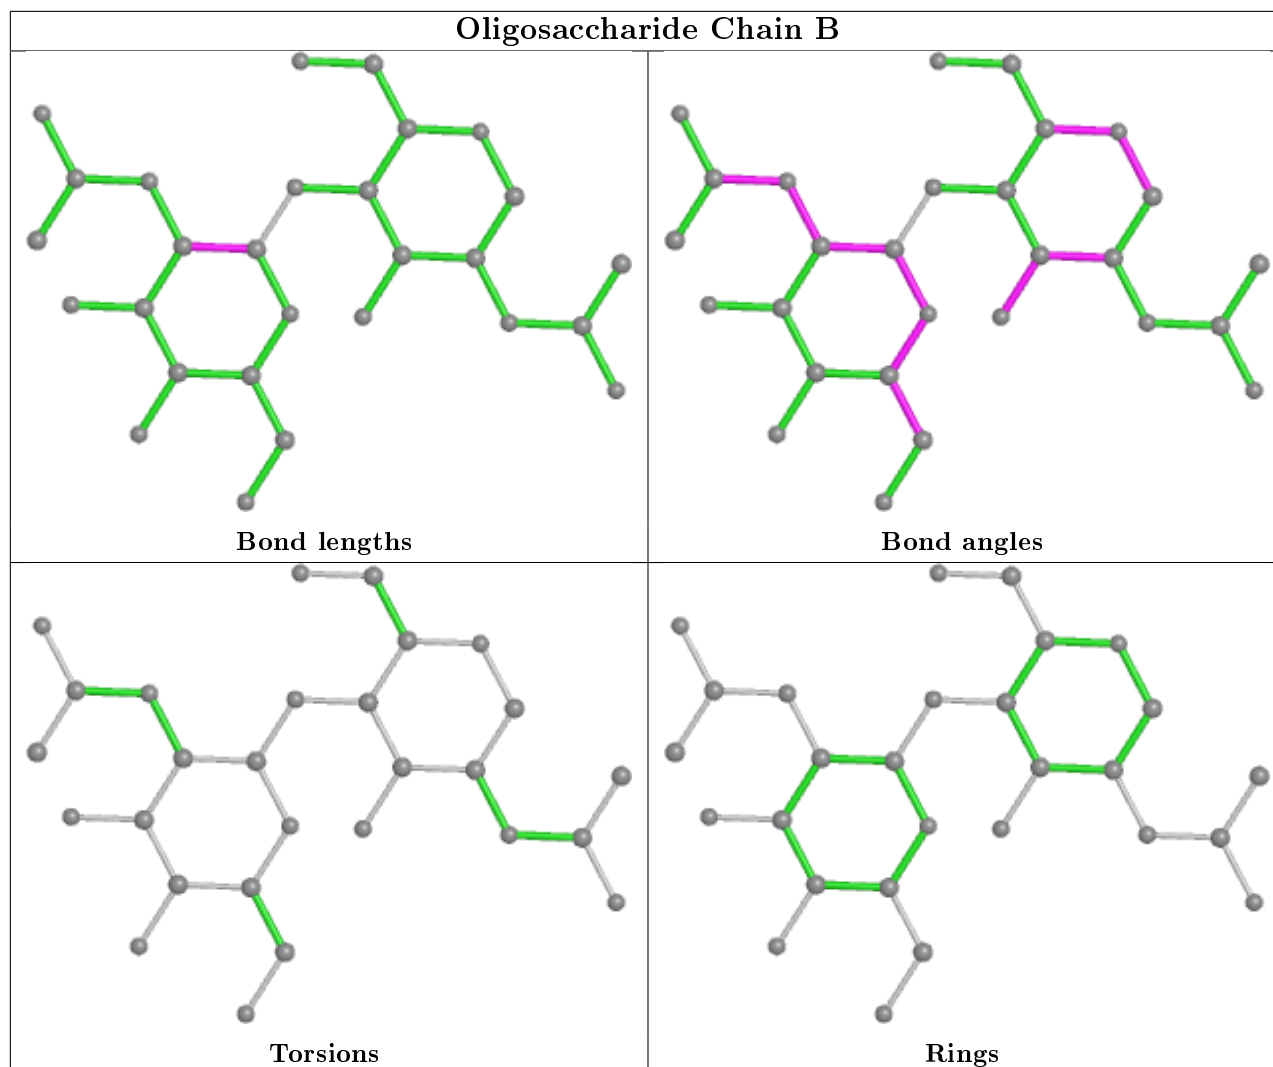 Oligosaccharide Chain B
Bond lengths
Bond angles
Torsions
Rings